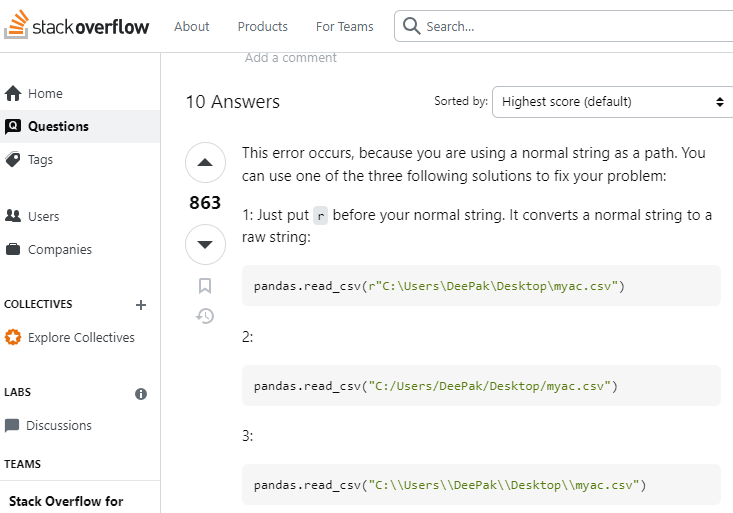 stackoverflow About Products For Teams Search...
Add a comment
Home
Questions
Tags
Users
Companies
COLLECTIVES
Explore Collectives
LABS
Discussions
TEAMS
Stack Overflow for
10 Answers Sorted by: Highest score (default)
863
This error occurs, because you are using a normal string as a path. You
can use one of the three following solutions to fix your problem:
1: Just put r before your normal string. It converts a normal string to a
raw string:
pandas.read_csv(r"C:\Users\DeePak\Desktop\myac.csv")
2:
pandas.read_csv("C:/Users/DeePak/Desktop/myac.csv")
3:
pandas.read_csv("C:\\Users\\DeePak\\Desktop\\myac.csv")